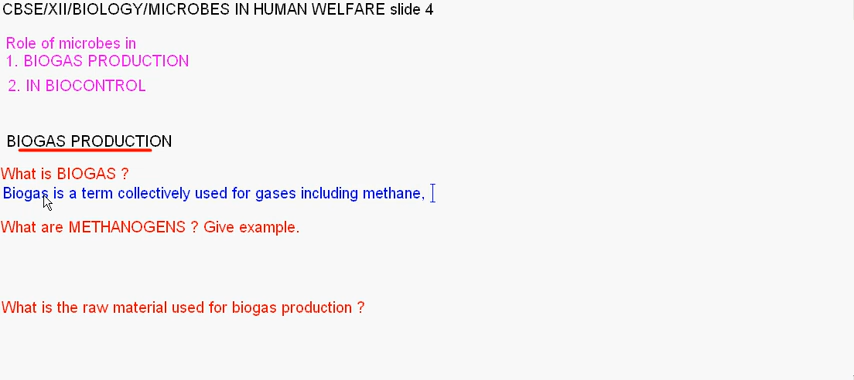 CBSE/XII/BIOLOGY/MICROBES IN HUMAN WELFARE slide 4
Role of microbes in
1. BIOGAS PRODUCTION
2. IN BIOCONTROL
BIOGAS PRODUCTION
What is BIOGAS ?
Biogas is a term collectively used for gases including methane,
What are METHANOGENS ? Give example.
What is the raw material used for biogas production ?